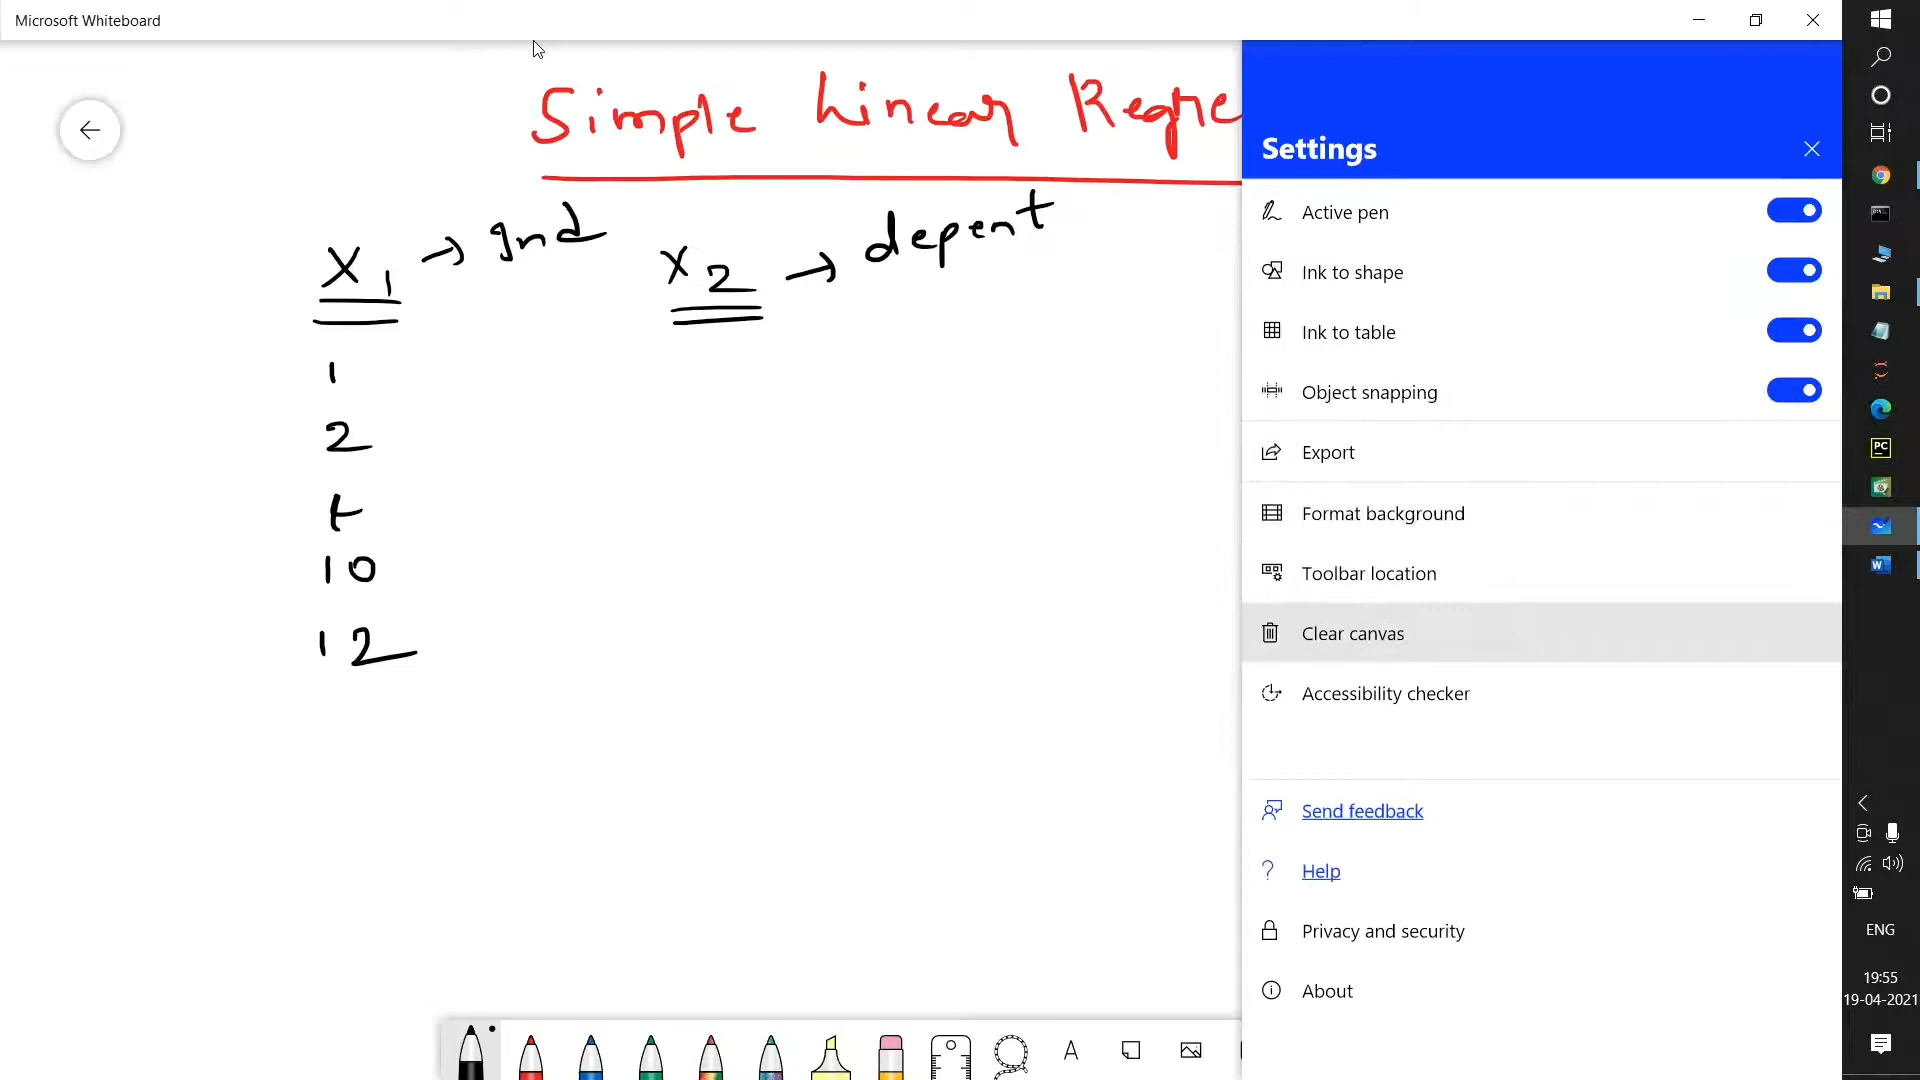 Microsoft Whiteboard
Simple Linear Regre
X1 → Ind X2 → depent
1
2
10
12
Settings
Active pen
Ink to shape
Ink to table
Object snapping
Export
Format background
Toolbar location
Clear canvas
Accessibility checker
Send feedback
Help
Privacy and security
About
ENG
19:55
19-04-2021